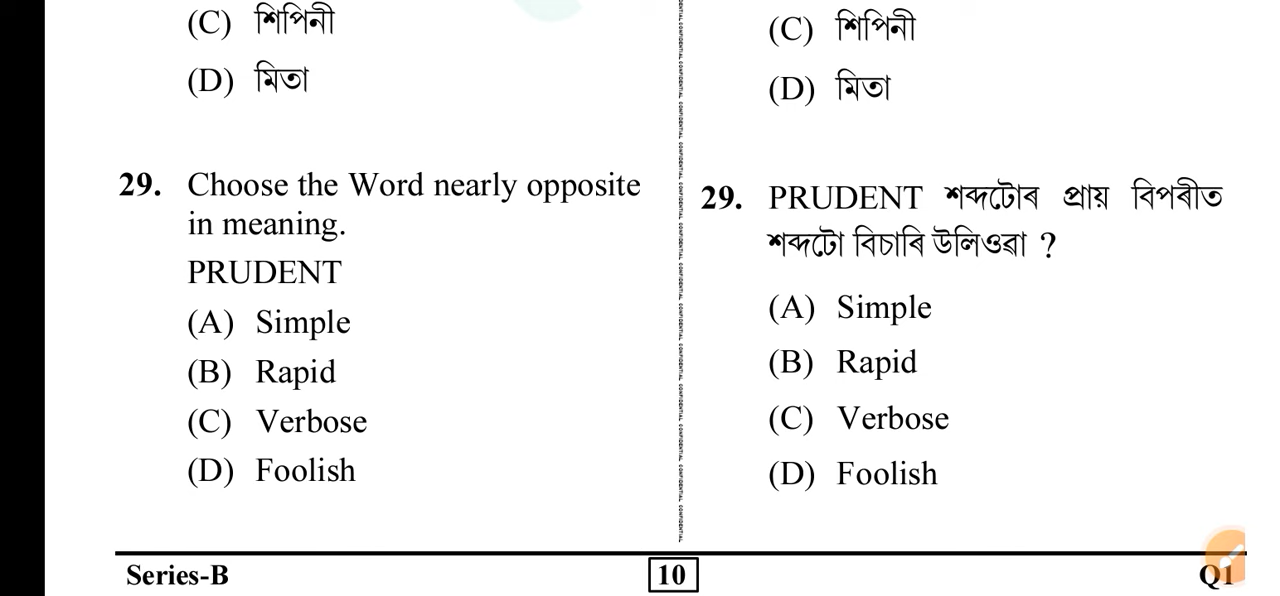 (C) শিপিনী
(D) মিতা
29. Choose the Word nearly opposite
in meaning.
PRUDENT
(A) Simple
(B) Rapid
(C) Verbose
(D) Foolish
(C) শিপিনী
(D) মিতা
29. PRUDENT শব্দটোৰ প্ৰায় বিপৰীত
শব্দটো বিচাৰি উলিওৱা ?
(A) Simple
(B) Rapid
(C) Verbose
(D) Foolish
Series-B
10
Q1